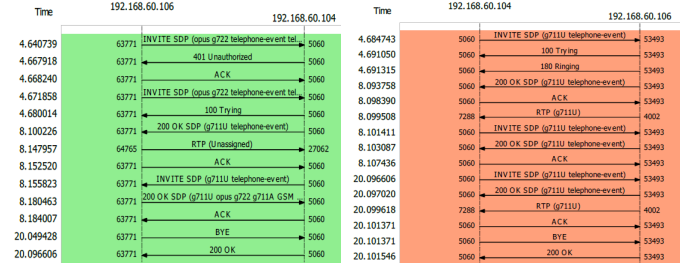 Time 192.168.60.106 192.168.60.104
4.640739 63771 INVITE SDP (opus g722 telephone-event tel... 5060
4.667918 63771 401 Unauthorized 5060
4.668240 63771 ACK 5060
4.671858 63771 INVITE SDP (opus g722 telephone-event tel... 5060
4.680014 63771 100 Trying 5060
8.100226 63771 200 OK SDP (g711U telephone-event) 5060
8.147957 64765 RTP (Unassigned) 27062
8.152520 63771 ACK 5060
8.155823 63771 INVITE SDP (g711U telephone-event) 5060
8.180463 63771 200 OK SDP (g711U opus g722 g711A GSM ... 5060
8.184007 63771 ACK 5060
20.049428 63771 BYE 5060
20.096606 63771 200 OK 5060
Time 192.168.60.104 192.168.60.106
4.684743 5060 INVITE SDP (g711U telephone-event) 53493
4.691050 5060 100 Trying 53493
4.691315 5060 180 Ringing 53493
8.093758 5060 200 OK SDP (g711U telephone-event) 53493
8.098390 5060 ACK 53493
8.099508 7288 RTP (g711U) 4002
8.101411 5060 INVITE SDP (g711U telephone-event) 53493
8.103087 5060 200 OK SDP (g711U telephone-event) 53493
8.107436 5060 ACK 53493
20.096606 5060 INVITE SDP (g711U telephone-event) 53493
20.097020 5060 200 OK SDP (g711U telephone-event) 53493
20.099618 7288 RTP (g711U) 4002
20.101371 5060 ACK 53493
20.101371 5060 BYE 53493
20.101546 5060 200 OK 53493